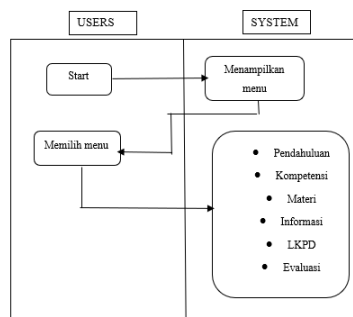 USERS
SYSTEM
Start
Menampilkan
menu
Memilih menu
Pendahuluan
Kompetensi
Materi
Informasi
LKPD
Evaluasi